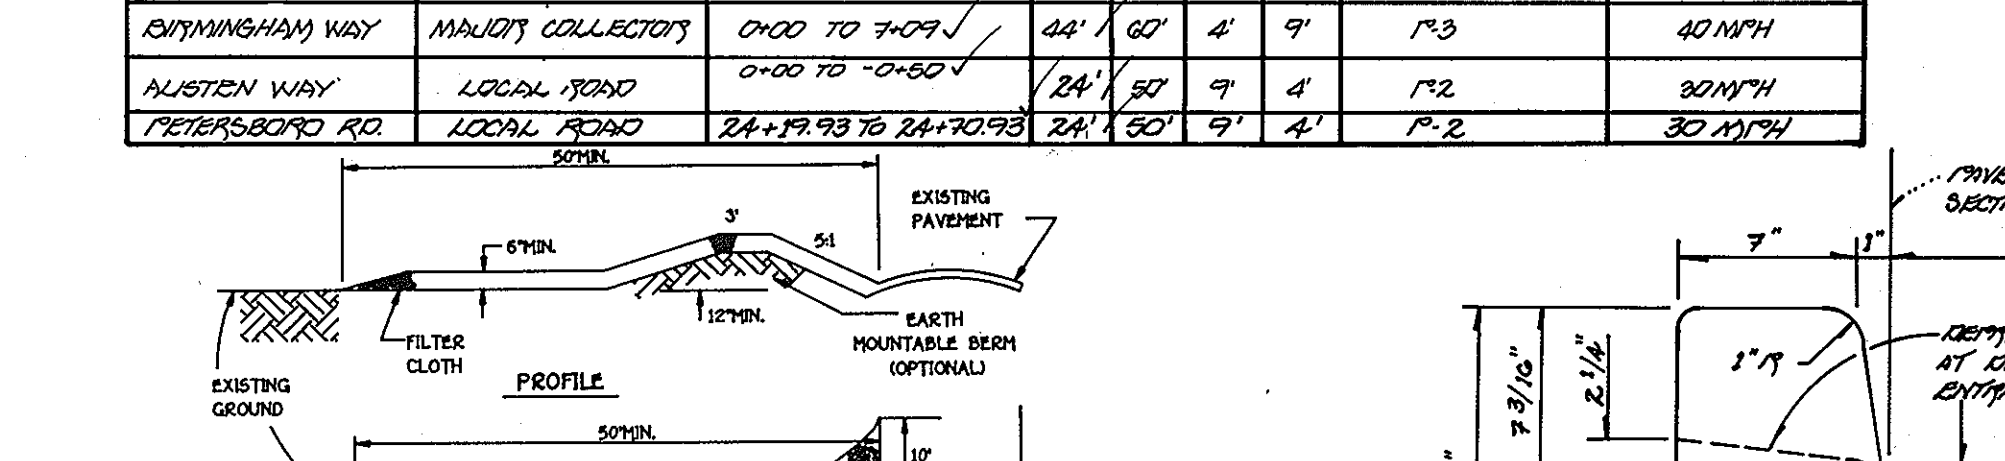 BIRMINGHAM WAY MAJOR COLLECTOR 0+00 TO 7+09 44' 60' 4' 9' P-3 40 MPH
AUSTEN WAY LOCAL ROAD 0+00 TO -0+50 24' 50' 9' 4' P-2 30 MPH
PETERSBORO RD. LOCAL ROAD 24+19.93 TO 24+70.93 24' 50' 9' 4' P-2 30 MPH
50'MIN.
EXISTING
PAVEMENT
3'
5:1
6"MIN.
12"MIN.
EARTH
MOUNTABLE BERM
(OPTIONAL)
FILTER
CLOTH
PROFILE
EXISTING
GROUND
50'MIN.
10'
7"
1"
1"R
7 3/16"
2 1/4"
AT